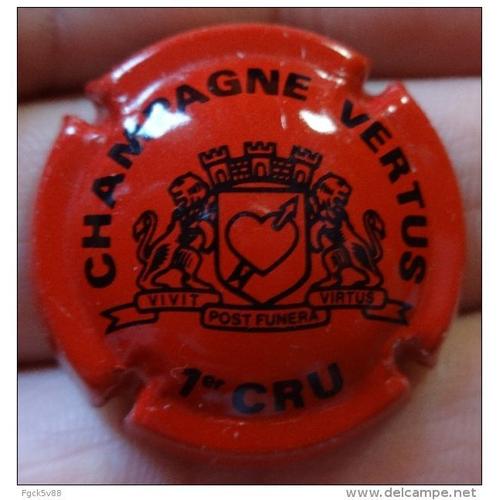 CHAMPAGNE VERTUS
VIVIT POST FUNERA VIRTUS
1er CRU
Fgck5v88
www.delcampe.net